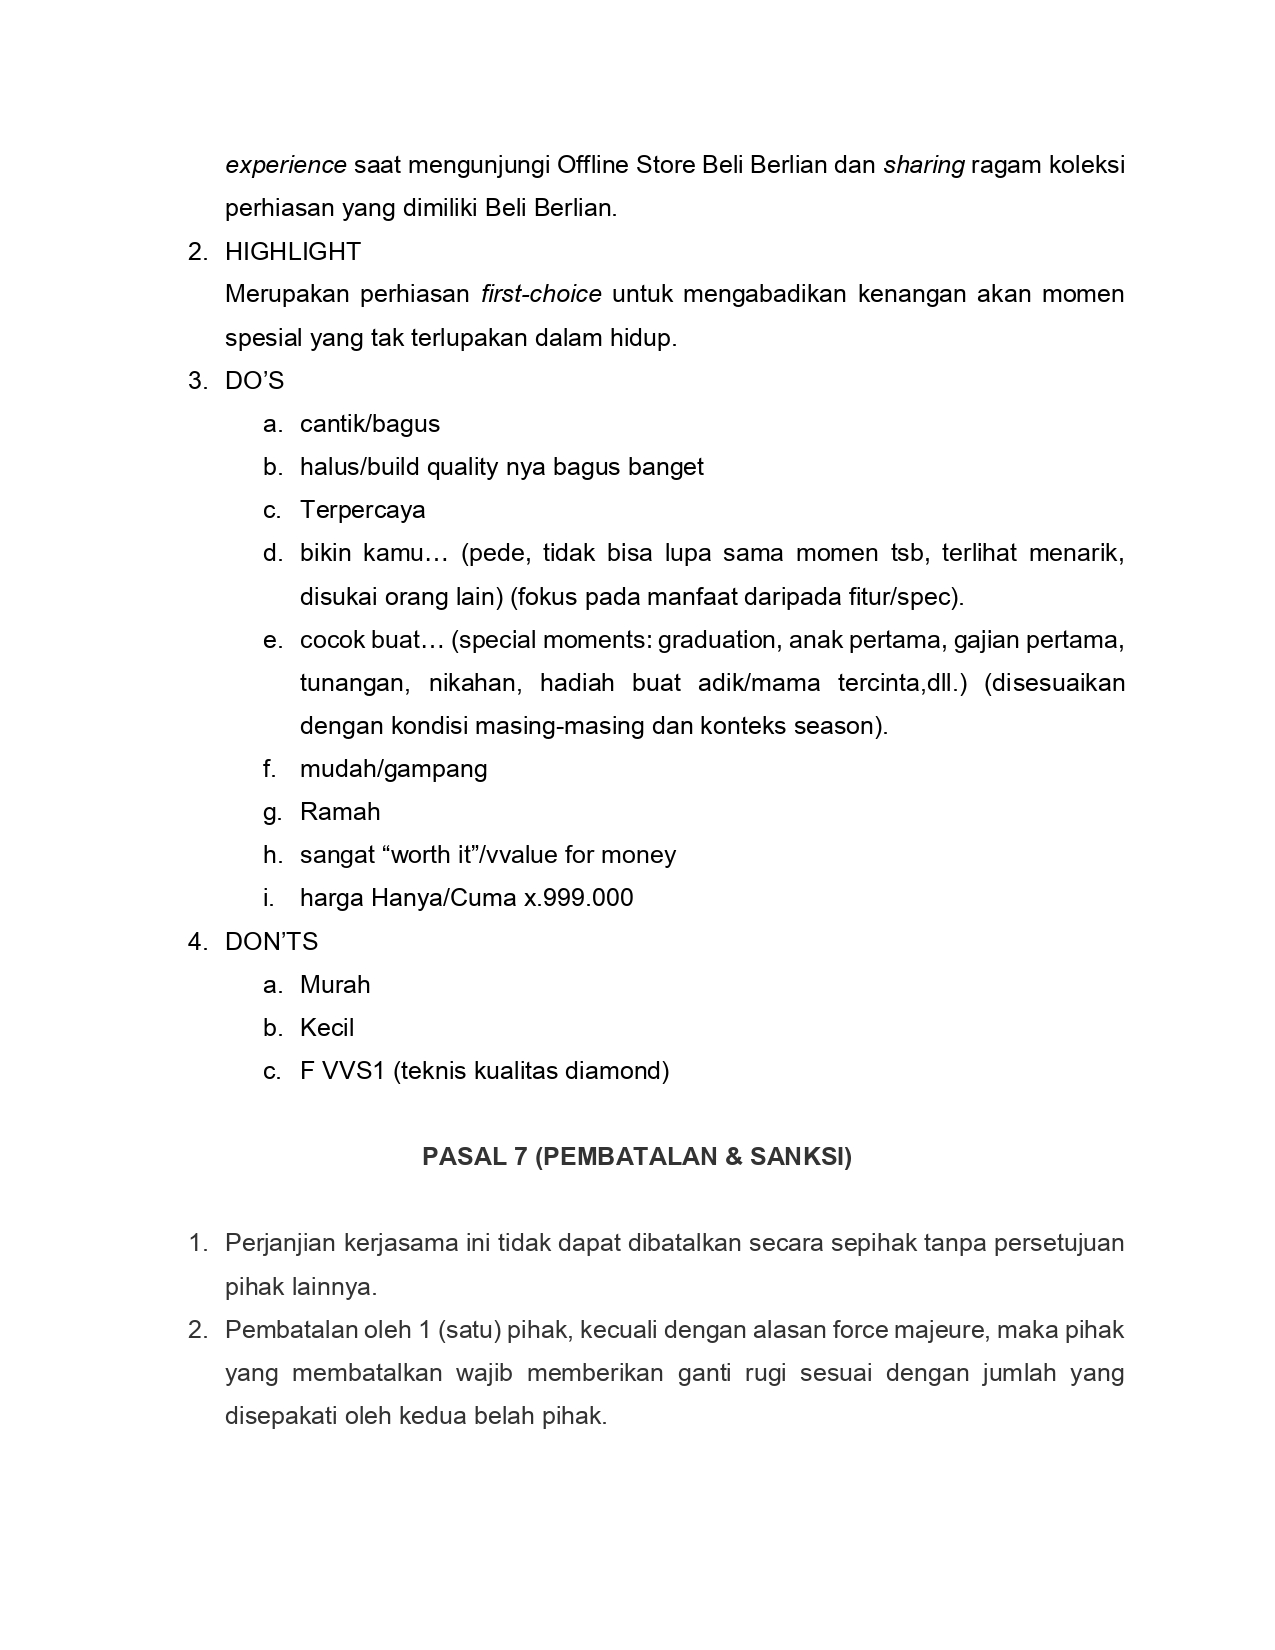 experience saat mengunjungi Offline Store Beli Berlian dan sharing ragam koleksi
perhiasan yang dimiliki Beli Berlian.
2. HIGHLIGHT
Merupakan perhiasan first-choice untuk mengabadikan kenangan akan momen
spesial yang tak terlupakan dalam hidup.
3. DO’S
a. cantik/bagus
b. halus/build quality nya bagus banget
c. Terpercaya
d. bikin kamu… (pede, tidak bisa lupa sama momen tsb, terlihat menarik,
disukai orang lain) (fokus pada manfaat daripada fitur/spec).
e. cocok buat… (special moments: graduation, anak pertama, gajian pertama,
tunangan, nikahan, hadiah buat adik/mama tercinta,dll.) (disesuaikan
dengan kondisi masing-masing dan konteks season).
f. mudah/gampang
g. Ramah
h. sangat “worth it”/vvalue for money
i. harga Hanya/Cuma x.999.000
4. DON’TS
a. Murah
b. Kecil
c. F VVS1 (teknis kualitas diamond)
PASAL 7 (PEMBATALAN & SANKSI)
1. Perjanjian kerjasama ini tidak dapat dibatalkan secara sepihak tanpa persetujuan
pihak lainnya.
2. Pembatalan oleh 1 (satu) pihak, kecuali dengan alasan force majeure, maka pihak
yang membatalkan wajib memberikan ganti rugi sesuai dengan jumlah yang
disepakati oleh kedua belah pihak.